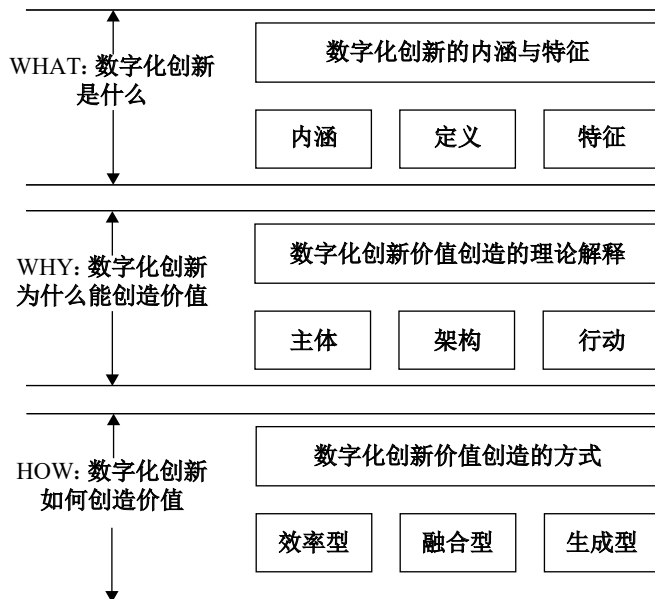 WHAT: 数字化创新
是什么
数字化创新的内涵与特征
内涵
定义
特征
WHY: 数字化创新
为什么能创造价值
数字化创新价值创造的理论解释
主体
架构
行动
HOW: 数字化创新
如何创造价值
数字化创新价值创造的方式
效率型
融合型
生成型